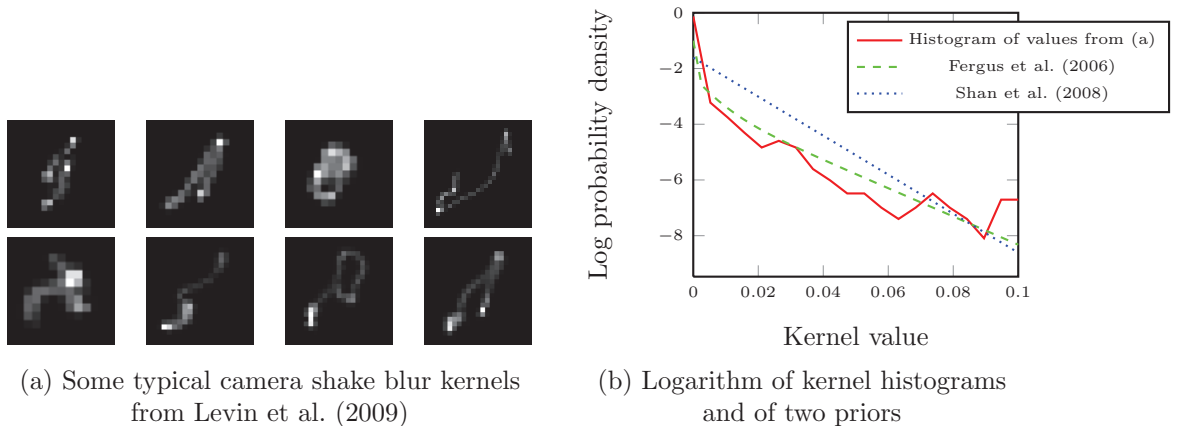 0
−2
−4
−6
−8
0
0.02
0.04
0.06
0.08
0.1
Log probability density
Kernel value
Histogram of values from (a)
Fergus et al. (2006)
Shan et al. (2008)
(a) Some typical camera shake blur kernels
from Levin et al. (2009)
(b) Logarithm of kernel histograms
and of two priors